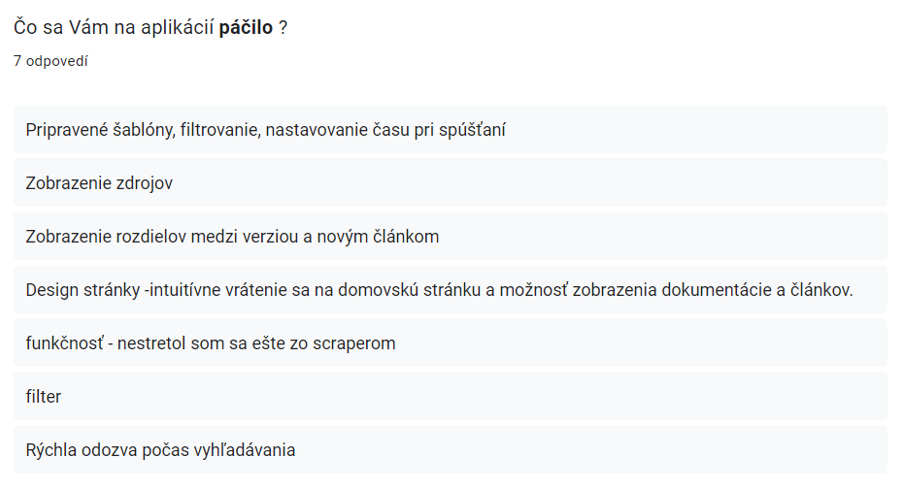 Čo sa Vám na aplikácií páčilo ?
7 odpovedí
Pripravené šablóny, filtrovanie, nastavovanie času pri spúšťaní
Zobrazenie zdrojov
Zobrazenie rozdielov medzi verziou a novým článkom
Design stránky -intuitívne vrátenie sa na domovskú stránku a možnosť zobrazenia dokumentácie a článkov.
funkčnosť - nestretol som sa ešte zo scraperom
filter
Rýchla odozva počas vyhľadávania